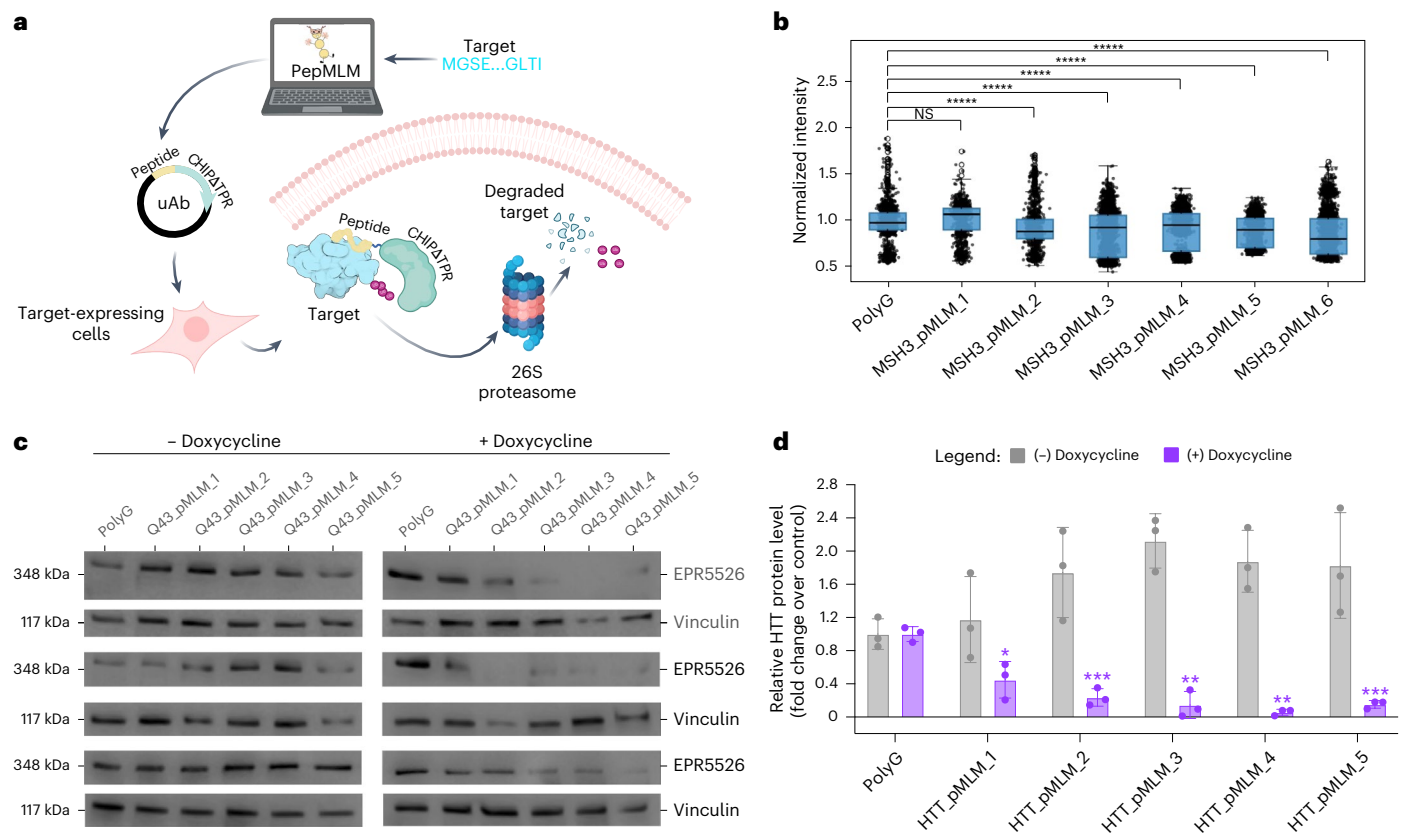 a
PepMLM
Target
MGSE...GLTI
Peptide
CHIPΔTPR
uAb
Target-expressing
cells
Peptide
CHIPΔTPR
Target
Degraded
target
26S
proteasome
b
Normalized intensity
2.5
2.0
1.5
1.0
0.5
*****
*****
*****
*****
*****
NS
PolyG
MSH3_pMLM_1
MSH3_pMLM_2
MSH3_pMLM_3
MSH3_pMLM_4
MSH3_pMLM_5
MSH3_pMLM_6
c
– Doxycycline
+ Doxycycline
PolyG
Q43_pMLM_1
Q43_pMLM_2
Q43_pMLM_3
Q43_pMLM_4
Q43_pMLM_5
PolyG
Q43_pMLM_1
Q43_pMLM_2
Q43_pMLM_3
Q43_pMLM_4
Q43_pMLM_5
348 kDa
EPR5526
117 kDa
Vinculin
348 kDa
EPR5526
117 kDa
Vinculin
348 kDa
EPR5526
117 kDa
Vinculin
d
Legend:
(–) Doxycycline
(+) Doxycycline
Relative HTT protein level
(fold change over control)
2.8
2.4
2.0
1.6
1.2
0.8
0.4
0
*
***
**
**
***
PolyG
HTT_pMLM_1
HTT_pMLM_2
HTT_pMLM_3
HTT_pMLM_4
HTT_pMLM_5